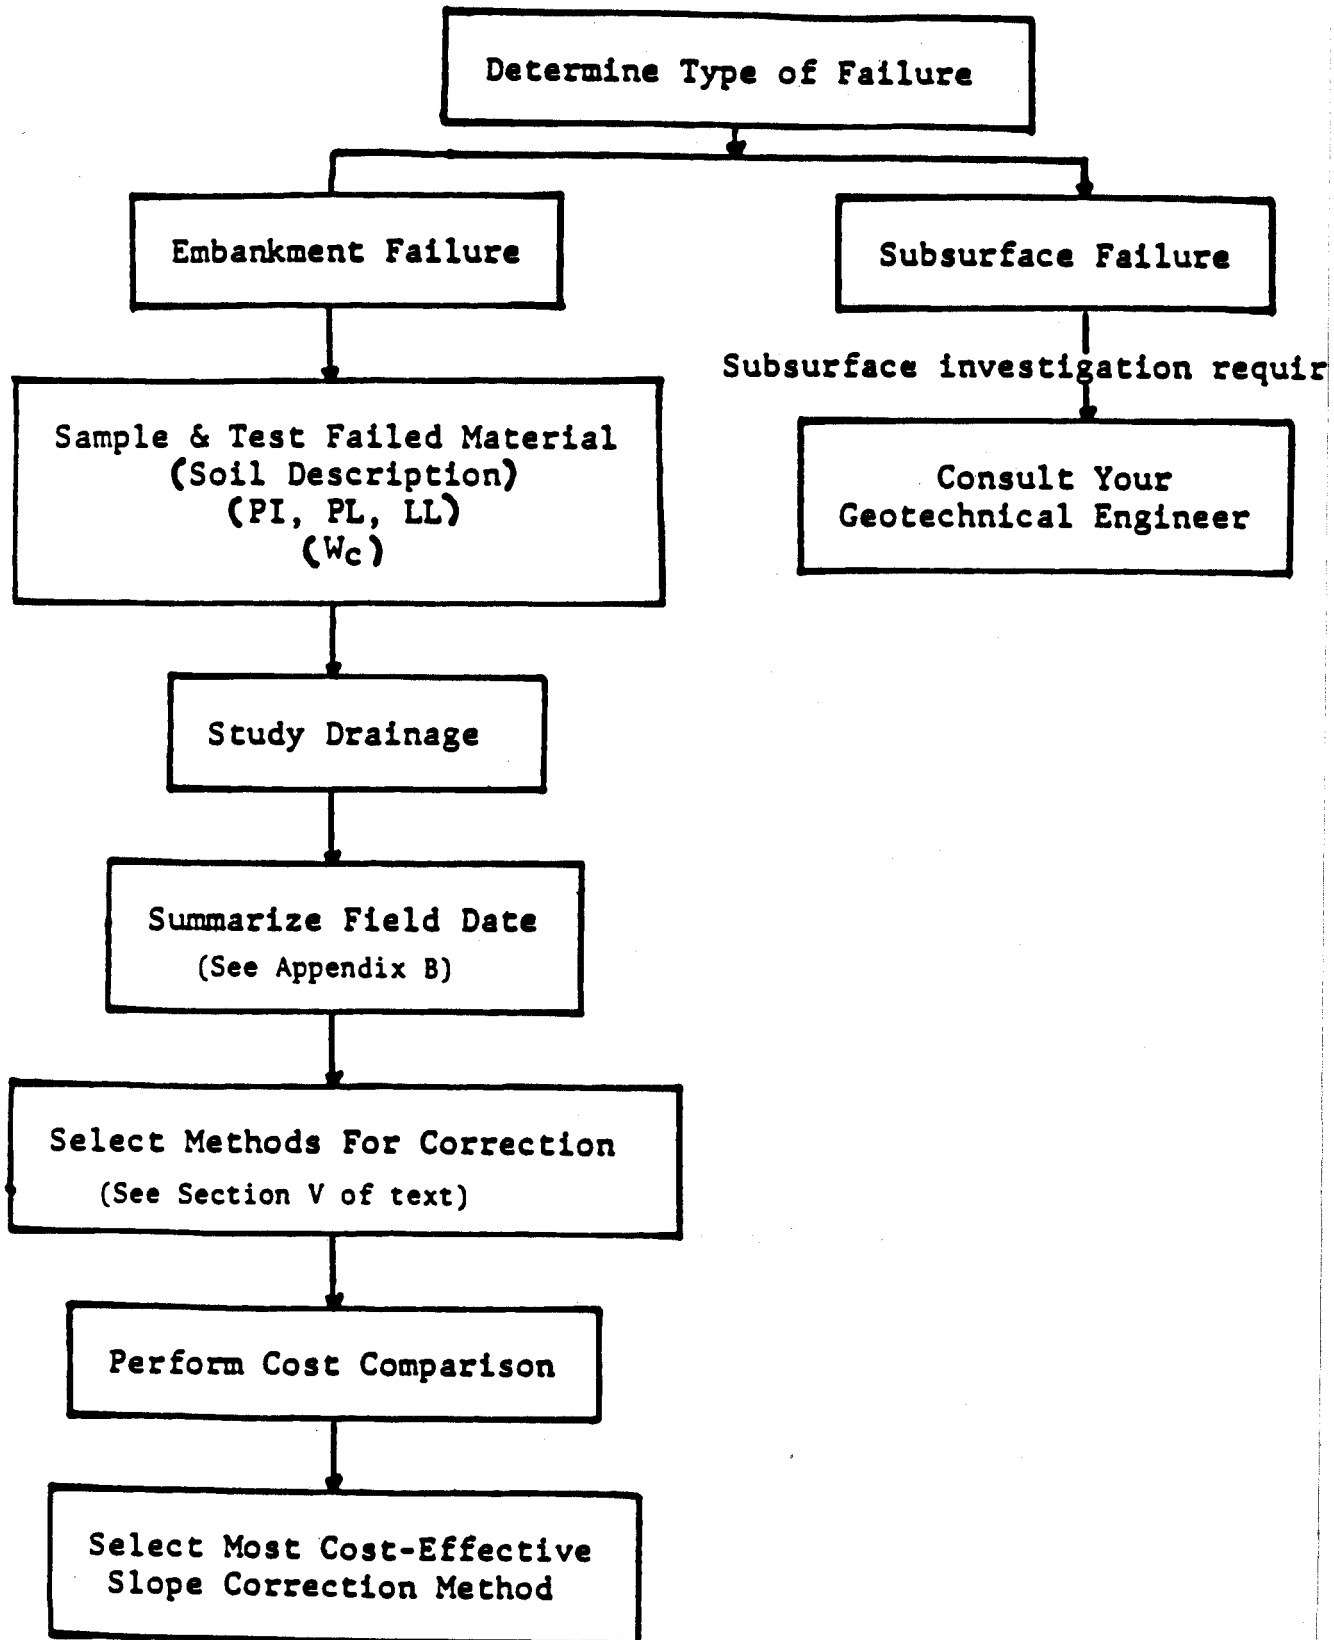 Determine Type of Failure
Embankment Failure
Subsurface Failure
Subsurface investigation requir
Sample & Test Failed Material
(Soil Description)
(PI, PL, LL)
(Wc)
Consult Your
Geotechnical Engineer
Study Drainage
Summarize Field Date
(See Appendix B)
Select Methods For Correction
(See Section V of text)
Perform Cost Comparison
Select Most Cost-Effective
Slope Correction Method